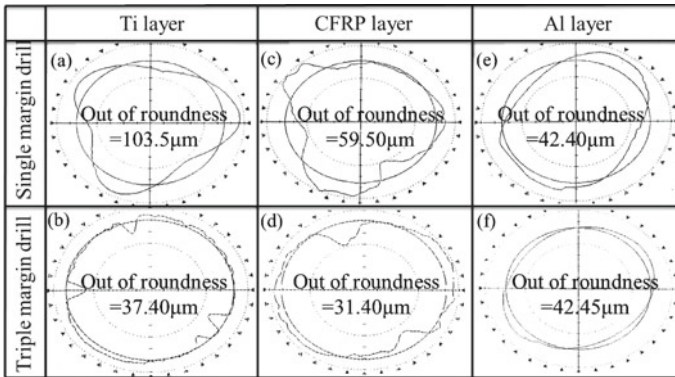 Ti layer
CFRP layer
Al layer
Single margin drill
(a)
Out of roundness
=103.5μm
(c)
Out of roundness
=59.50μm
(e)
Out of roundness
=42.40μm
Triple margin drill
(b)
Out of roundness
=37.40μm
(d)
Out of roundness
=31.40μm
(f)
Out of roundness
=42.45μm